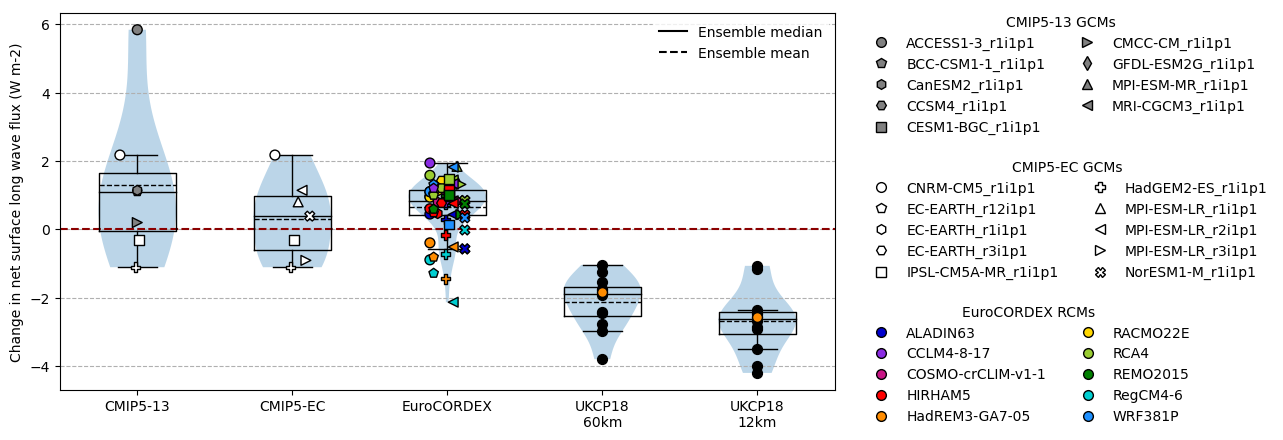 Change in net surface long wave flux (W m-2)
6
4
2
0
−2
−4
Ensemble median
Ensemble mean
CMIP5-13
CMIP5-EC
EuroCORDEX
UKCP18
60km
UKCP18
12km
CMIP5-13 GCMs
ACCESS1-3_r1i1p1
BCC-CSM1-1_r1i1p1
CanESM2_r1i1p1
CCSM4_r1i1p1
CESM1-BGC_r1i1p1
CMCC-CM_r1i1p1
GFDL-ESM2G_r1i1p1
MPI-ESM-MR_r1i1p1
MRI-CGCM3_r1i1p1
CMIP5-EC GCMs
CNRM-CM5_r1i1p1
EC-EARTH_r12i1p1
EC-EARTH_r1i1p1
EC-EARTH_r3i1p1
IPSL-CM5A-MR_r1i1p1
HadGEM2-ES_r1i1p1
MPI-ESM-LR_r1i1p1
MPI-ESM-LR_r2i1p1
MPI-ESM-LR_r3i1p1
NorESM1-M_r1i1p1
EuroCORDEX RCMs
ALADIN63
CCLM4-8-17
COSMO-crCLIM-v1-1
HIRHAM5
HadREM3-GA7-05
RACMO22E
RCA4
REMO2015
RegCM4-6
WRF381P